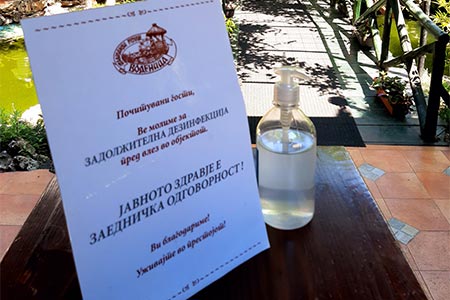 ВОДЕНИЦА
Почитувани гости,
Ве молиме за
ЗАДОЛЖИТЕЛНА ДЕЗИНФЕКЦИЈА
пред влез во објектот.
ЈАВНОТО ЗДРАВЈЕ Е
ЗАЕДНИЧКА ОДГОВОРНОСТ!
Ви благодариме!
Уживајте во престојот!